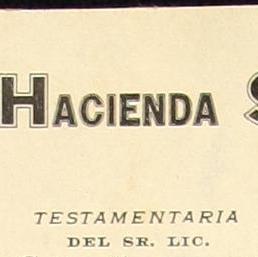 HACIENDA
TESTAMENTARIA
DEL SR. LIC.